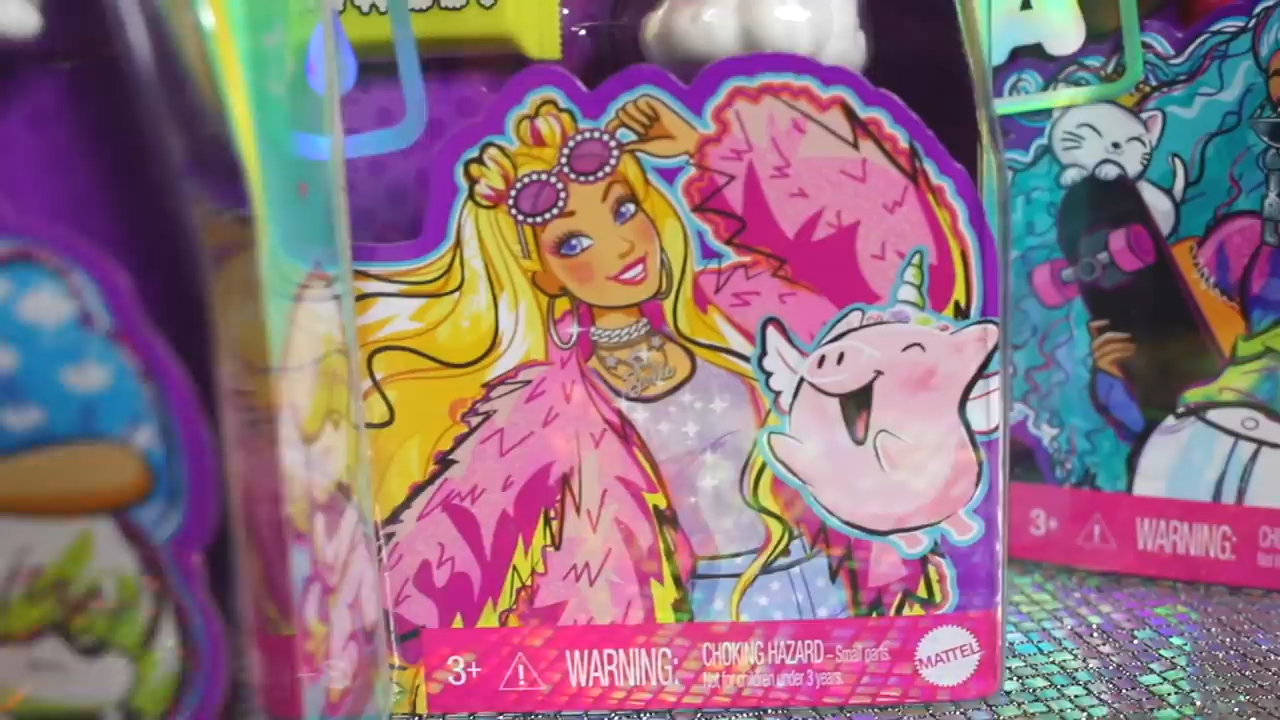 A
3+ WARNING: CHOKING HAZARD – Small parts.
Not for children under 3 years.
MATTEL
3+ WARNING: